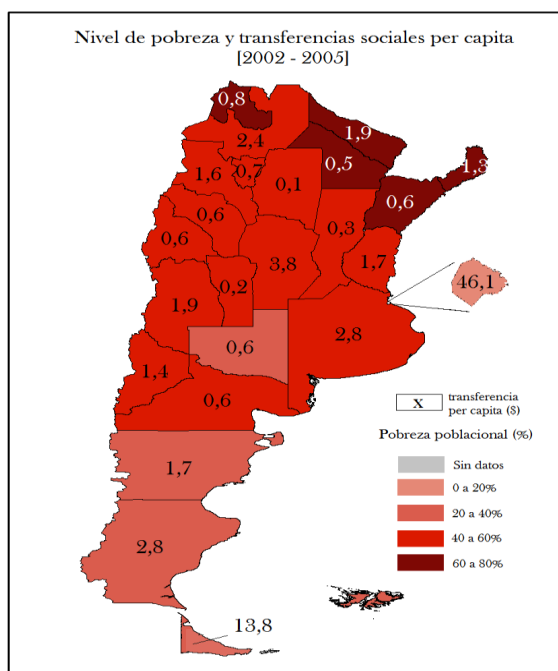 Nivel de pobreza y transferencias sociales per capita
[2002 - 2005]
0,8
2,4
1,9
1,3
1,6
0,7
0,5
0,1
0,6
0,6
0,6
0,3
3,8
1,7
46,1
0,2
1,9
2,8
0,6
1,4
0,6
X transferencia
per capita ($)
Pobreza poblacional (%)
Sin datos
0 a 20%
20 a 40%
40 a 60%
60 a 80%
1,7
2,8
13,8